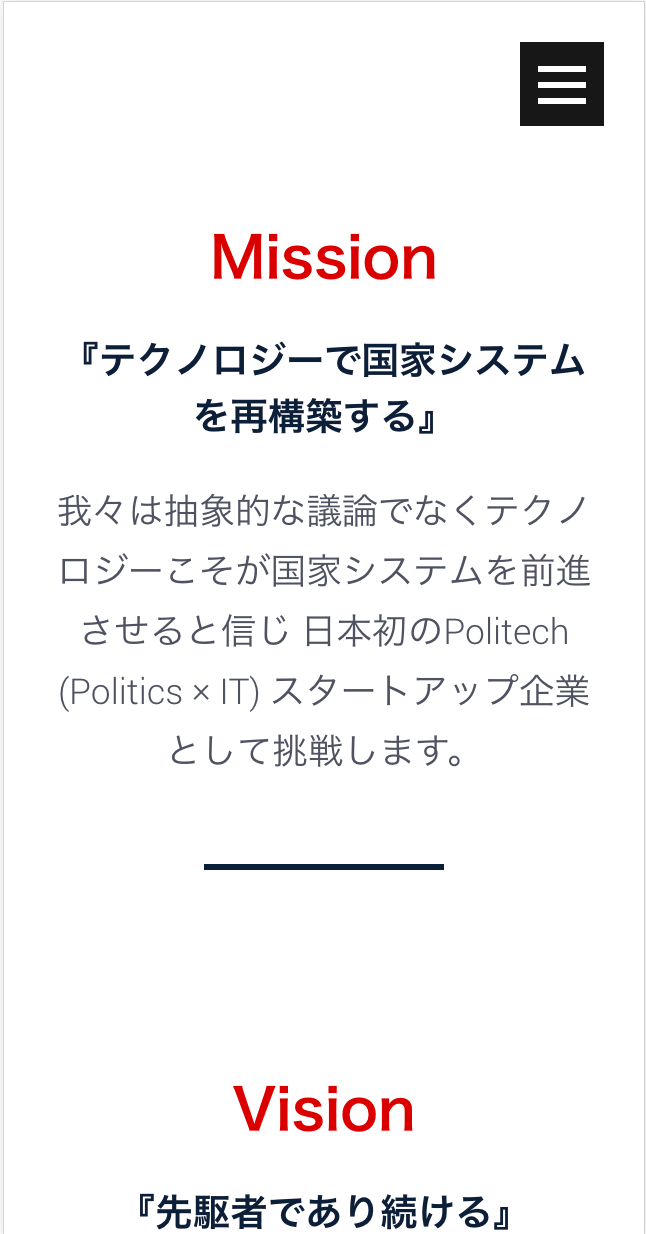 Mission
『テクノロジーで国家システム
を再構築する』
我々は抽象的な議論でなくテクノ
ロジーこそが国家システムを前進
させると信じ 日本初のPolitech
(Politics × IT) スタートアップ企業
として挑戦します。
Vision
『先駆者であり続ける』